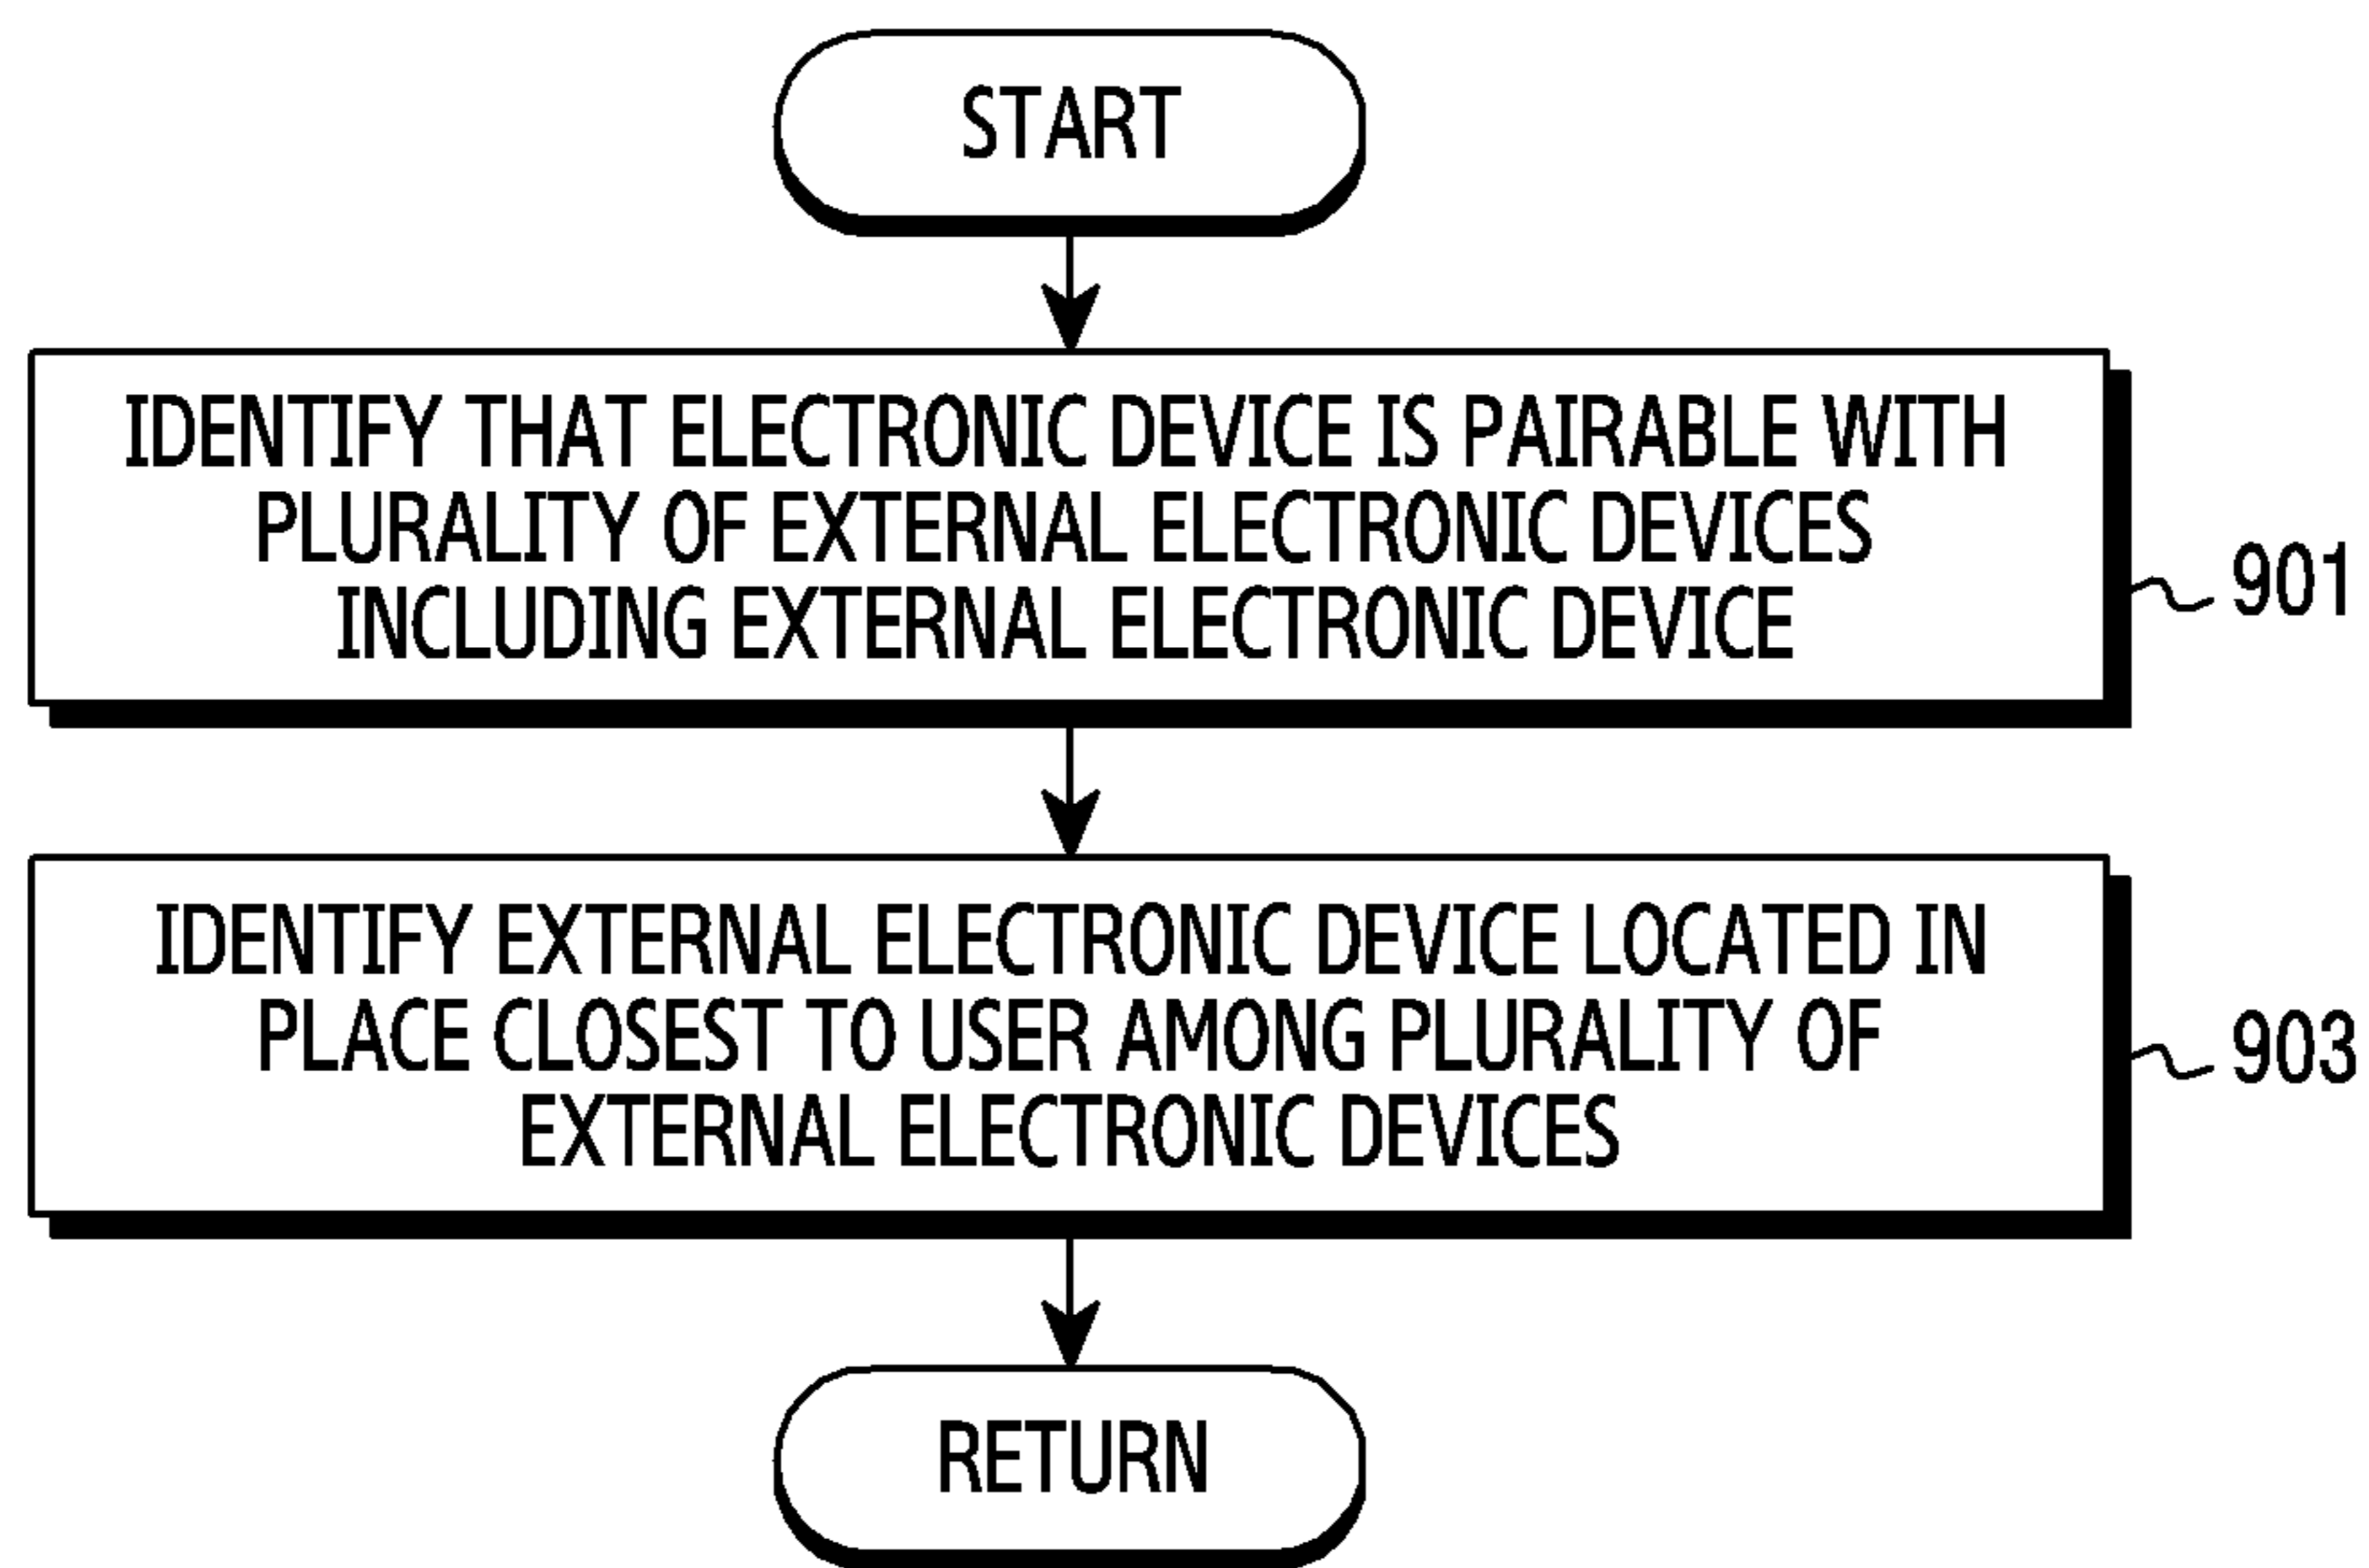 START
IDENTIFY THAT ELECTRONIC DEVICE IS PAIRABLE WITH
PLURALITY OF EXTERNAL ELECTRONIC DEVICES
INCLUDING EXTERNAL ELECTRONIC DEVICE
901
IDENTIFY EXTERNAL ELECTRONIC DEVICE LOCATED IN
PLACE CLOSEST TO USER AMONG PLURALITY OF
EXTERNAL ELECTRONIC DEVICES
903
RETURN